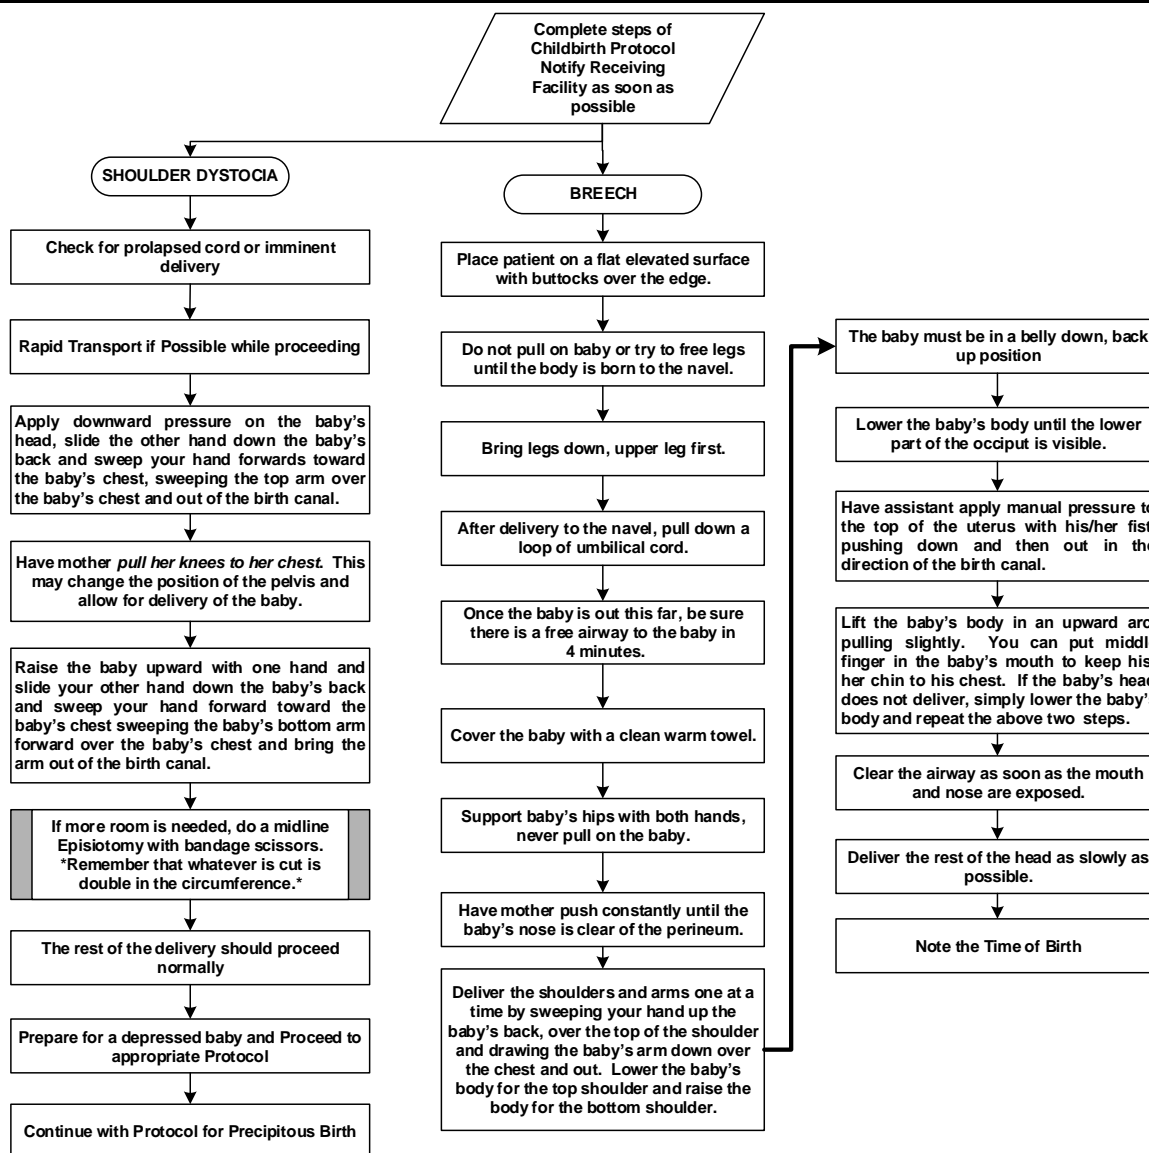 Complete steps of
Childbirth Protocol
Notify Receiving
Facility as soon as
possible
SHOULDER DYSTOCIA
Check for prolapsed cord or imminent
delivery
Rapid Transport if Possible while proceeding
Apply downward pressure on the baby's
head, slide the other hand down the baby's
back and sweep your hand forwards toward
the baby's chest, sweeping the top arm over
the baby's chest and out of the birth canal.
Have mother pull her knees to her chest. This
may change the position of the pelvis and
allow for delivery of the baby.
Raise the baby upward with one hand and
slide your other hand down the baby's back
and sweep your hand forward toward the
baby's chest sweeping the baby's bottom arm
forward over the baby's chest and bring the
arm out of the birth canal.
If more room is needed, do a midline
Episiotomy with bandage scissors.
*Remember that whatever is cut is
double in the circumference.*
The rest of the delivery should proceed
normally
Prepare for a depressed baby and Proceed to
appropriate Protocol
Continue with Protocol for Precipitous Birth
BREECH
Place patient on a flat elevated surface
with buttocks over the edge.
Do not pull on baby or try to free legs
until the body is born to the navel.
Bring legs down, upper leg first.
After delivery to the navel, pull down a
loop of umbilical cord.
Once the baby is out this far, be sure
there is a free airway to the baby in
4 minutes.
Cover the baby with a clean warm towel.
Support baby's hips with both hands,
never pull on the baby.
Have mother push constantly until the
baby's nose is clear of the perineum.
Deliver the shoulders and arms one at a
time by sweeping your hand up the
baby's back, over the top of the shoulder
and drawing the baby's arm down over
the chest and out. Lower the baby's
body for the top shoulder and raise the
body for the bottom shoulder.
The baby must be in a belly down, back
up position
Lower the baby's body until the lower
part of the occiput is visible.
Have assistant apply manual pressure to
the top of the uterus with his/her fist
pushing down and then out in the
direction of the birth canal.
Lift the baby's body in an upward arc
pulling slightly. You can put middle
finger in the baby's mouth to keep his
her chin to his chest. If the baby's head
does not deliver, simply lower the baby's
body and repeat the above two steps.
Clear the airway as soon as the mouth
and nose are exposed.
Deliver the rest of the head as slowly as
possible.
Note the Time of Birth